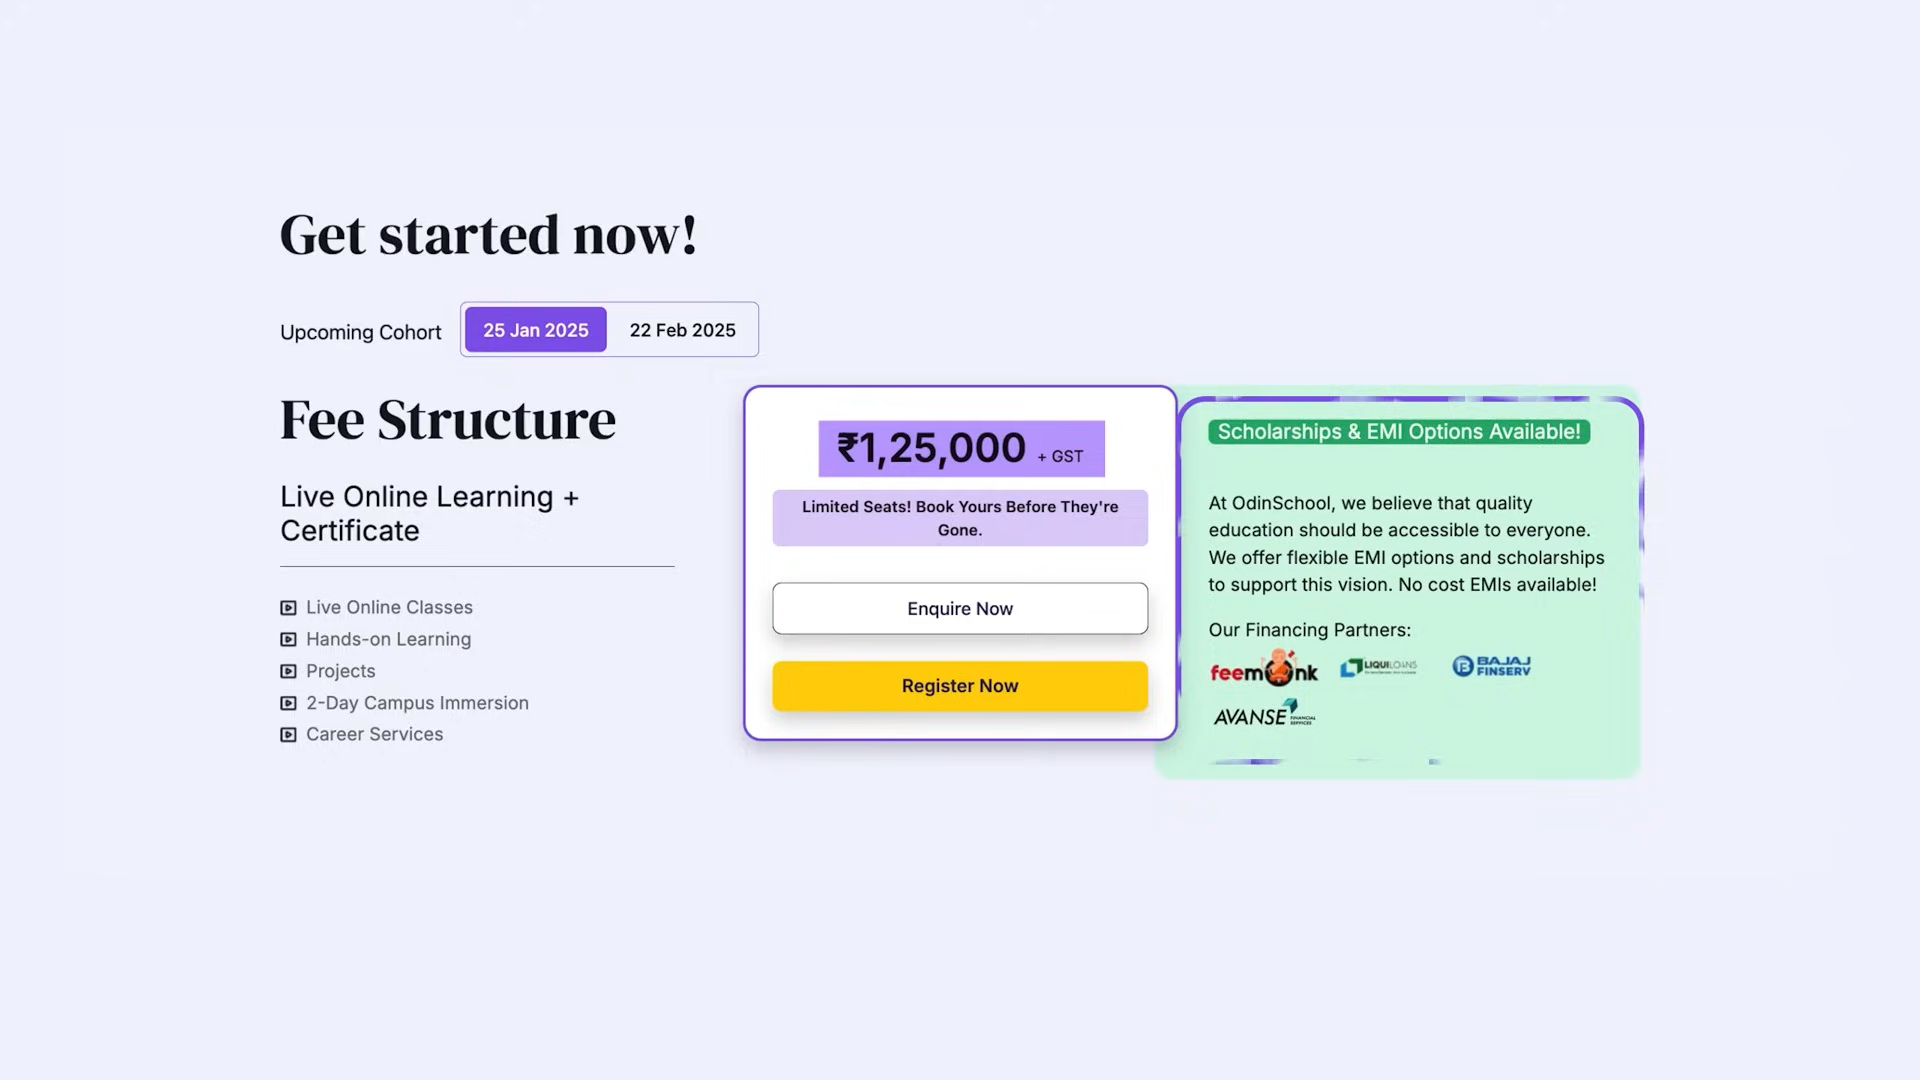 Get started now!
Upcoming Cohort
25 Jan 2025
22 Feb 2025
Fee Structure
Live Online Learning +
Certificate
Live Online Classes
Hands-on Learning
Projects
2-Day Campus Immersion
Career Services
₹1,25,000 + GST
Limited Seats! Book Yours Before They're
Gone.
Enquire Now
Register Now
Scholarships & EMI Options Available!
At OdinSchool, we believe that quality
education should be accessible to everyone.
We offer flexible EMI options and scholarships
to support this vision. No cost EMIs available!
Our Financing Partners:
feemonk
LIQUILOANS
BAJAJ
FINSERV
AVANSE FINANCIAL
SERVICES